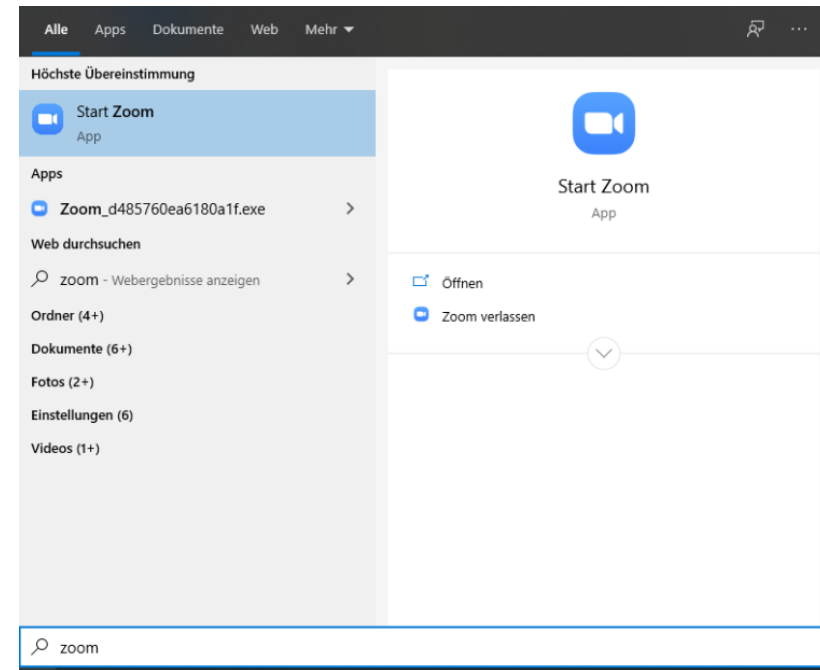 Alle Apps Dokumente Web Mehr
Höchste Übereinstimmung
Start Zoom
App
Apps
Zoom_d485760ea6180a1f.exe
Web durchsuchen
zoom - Webergebnisse anzeigen
Ordner (4+)
Dokumente (6+)
Fotos (2+)
Einstellungen (6)
Videos (1+)
Start Zoom
App
Öffnen
Zoom verlassen
zoom